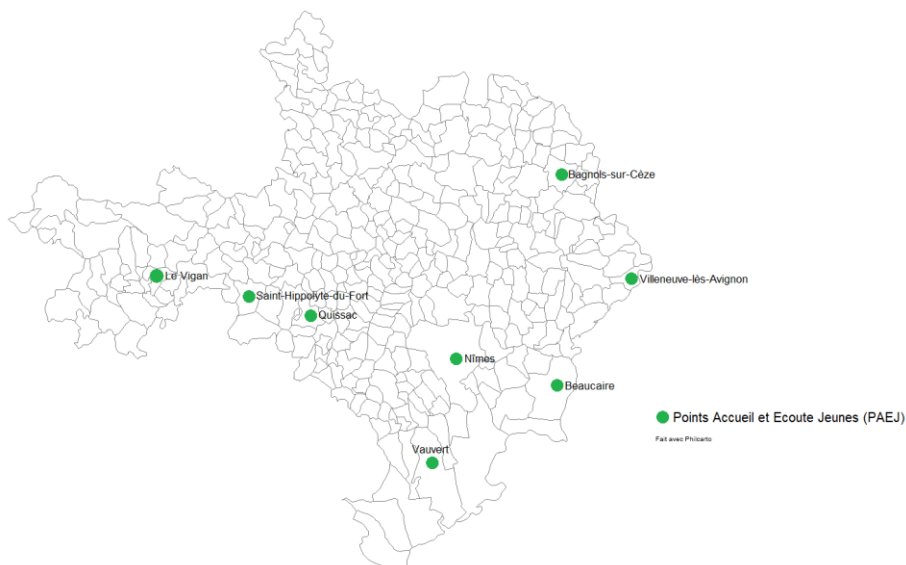 Bagnols-sur-Cèze
Le Vigan
Villeneuve-lès-Avignon
Saint-Hippolyte-du-Fort
Quissac
Nîmes
Beaucaire
Points Accueil et Ecoute Jeunes (PAEJ)
Fait avec Philcarto
Vauvert